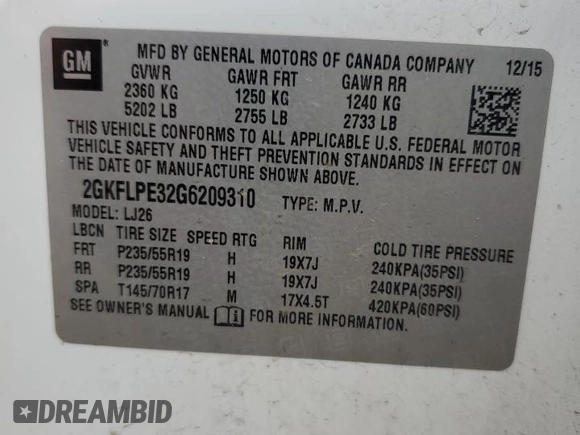 GM
MFD BY GENERAL MOTORS OF CANADA COMPANY
12/15
GVWR GAWR FRT GAWR RR
2360 KG 1250 KG 1240 KG
5202 LB 2755 LB 2733 LB
THIS VEHICLE CONFORMS TO ALL APPLICABLE U.S. FEDERAL MOTOR
VEHICLE SAFETY AND THEFT PREVENTION STANDARDS IN EFFECT ON
THE DATE OF MANUFACTURE SHOWN ABOVE.
2GKFLPE32G6209310 TYPE: M.P.V.
MODEL: LJ26
LBCN TIRE SIZE SPEED RTG RIM COLD TIRE PRESSURE
FRT P235/55R19 H 19X7J 240KPA(35PSI)
RR P235/55R19 H 19X7J 240KPA(35PSI)
SPA T145/70R17 M 17X4.5T 420KPA(60PSI)
SEE OWNER'S MANUAL i FOR MORE INFORMATION.
DREAMBID